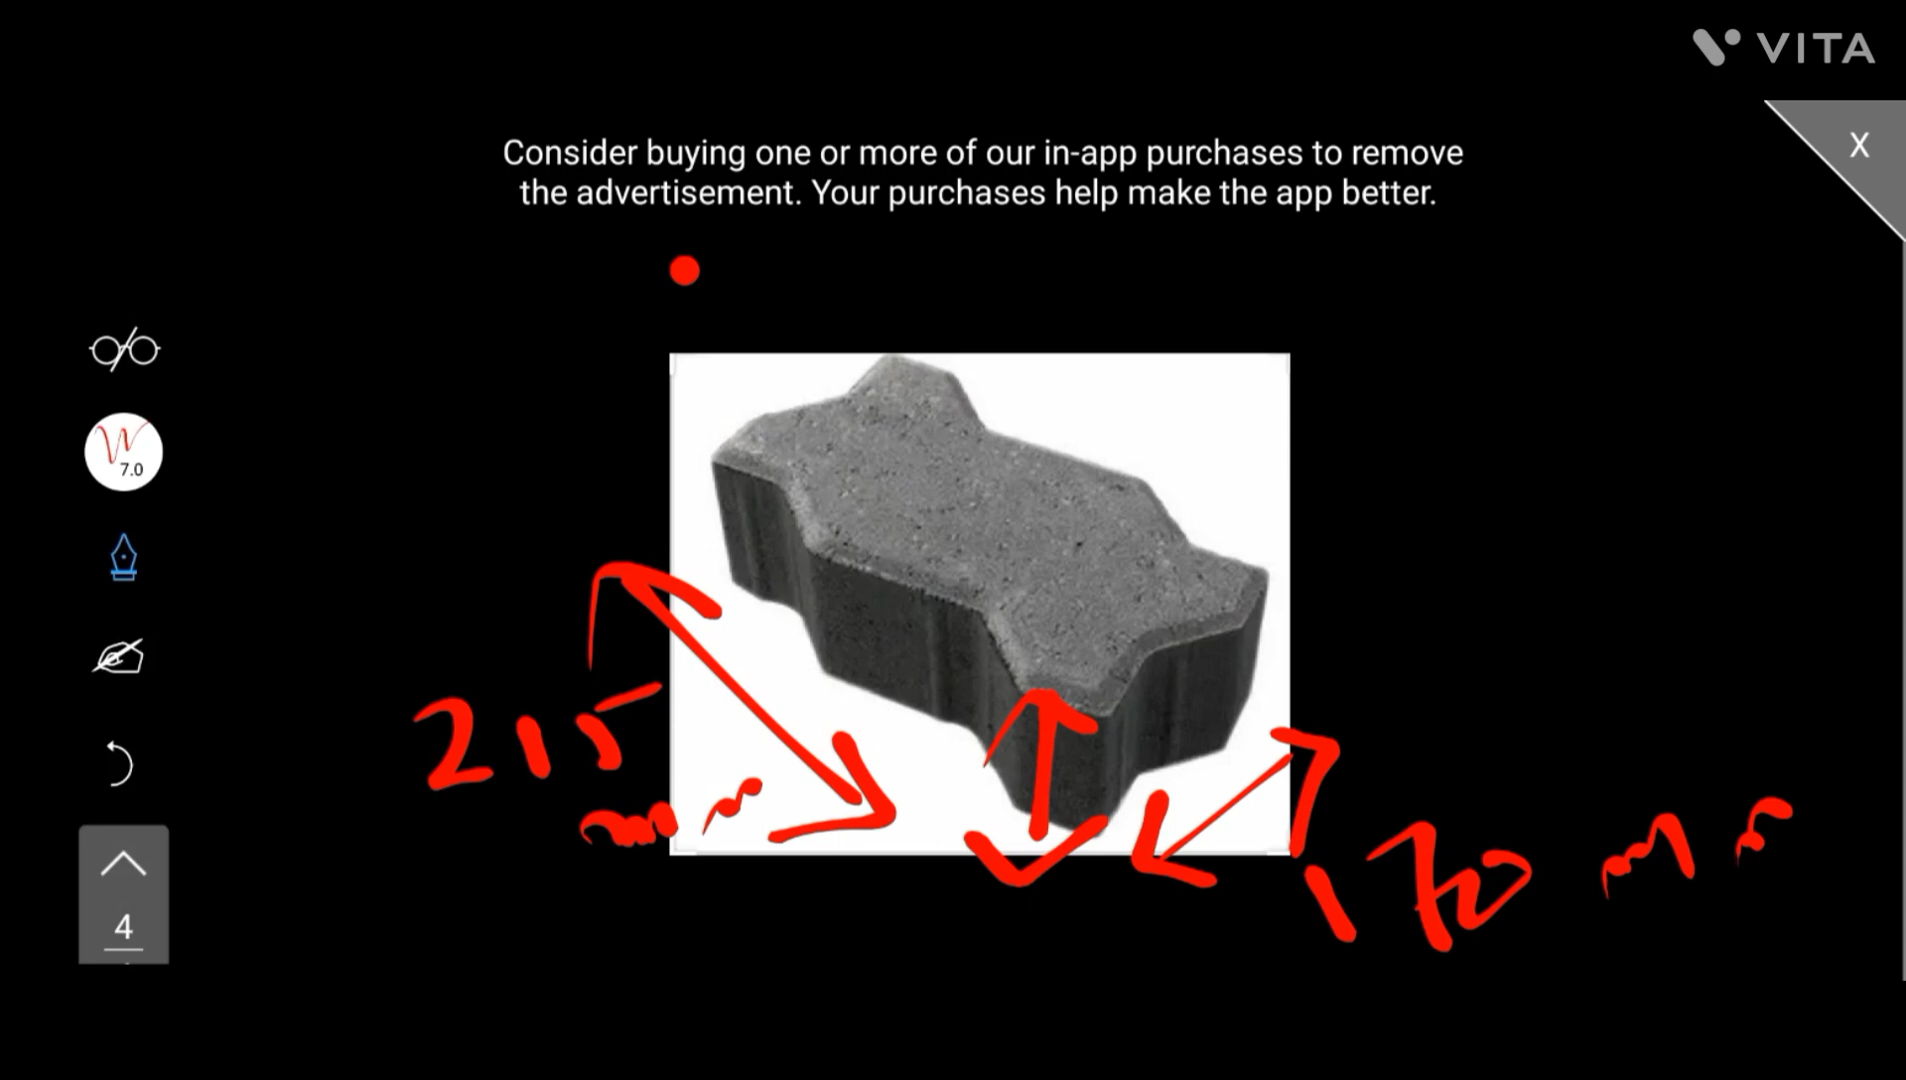 VITA
X
Consider buying one or more of our in-app purchases to remove
the advertisement. Your purchases help make the app better.
7.0
215
mm
170 mm
4